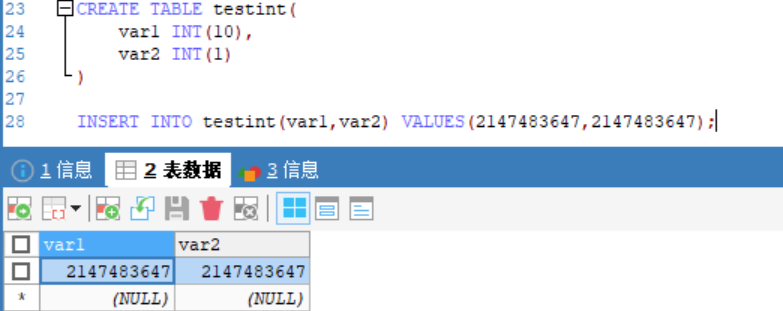 23 CREATE TABLE testint(
24 var1 INT(10),
25 var2 INT(1)
26 )
27
28 INSERT INTO testint(var1,var2) VALUES(2147483647,2147483647);
1 信息 2 表数据 3 信息
var1 var2
2147483647 2147483647
* (NULL) (NULL)